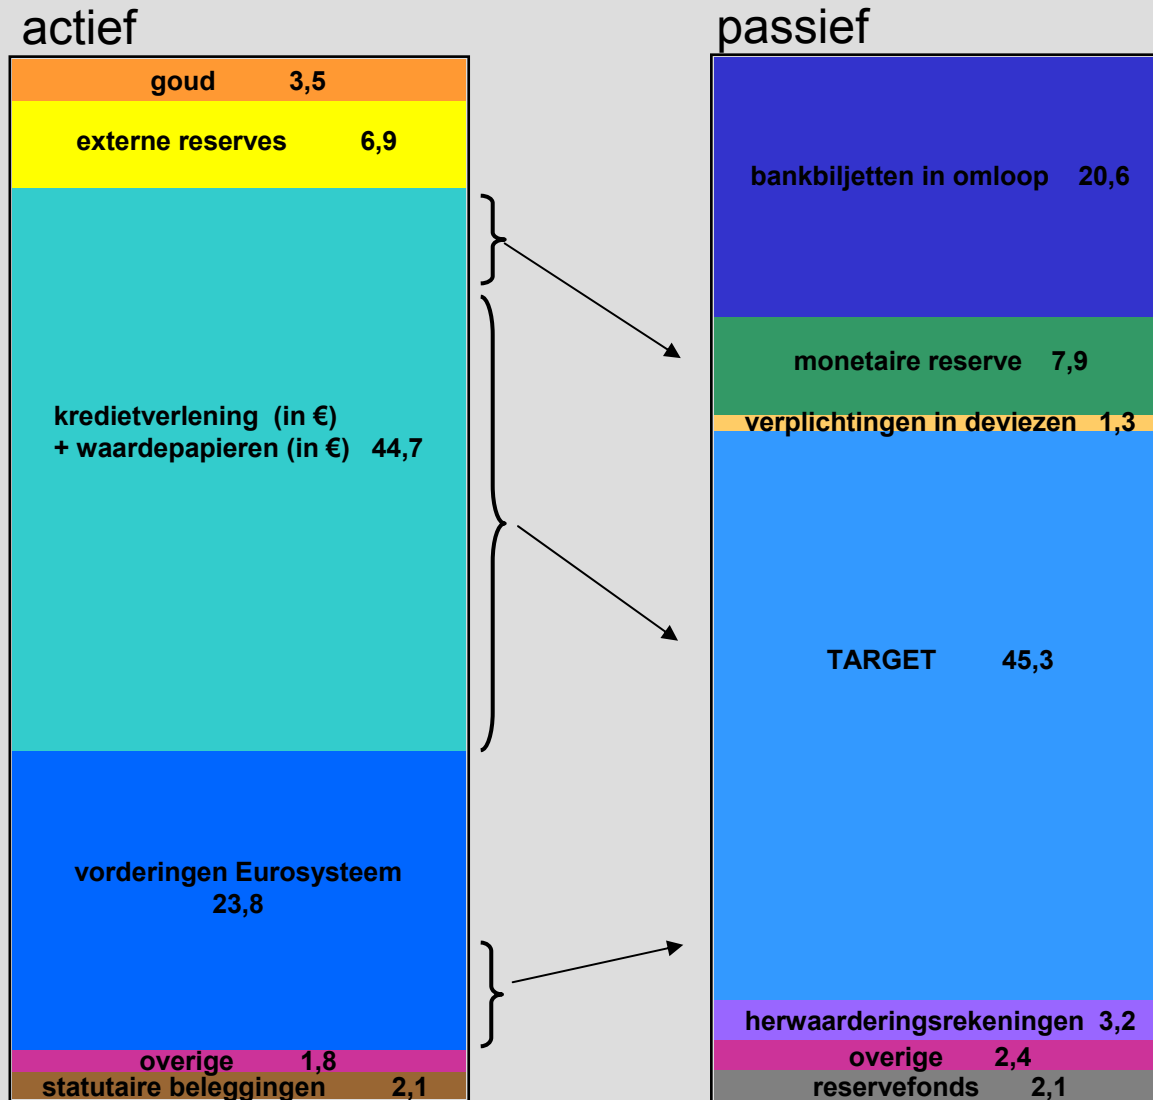 actief
goud 3,5
externe reserves 6,9
kredietverlening (in €)
+ waardepapieren (in €) 44,7
vorderingen Eurosysteem
23,8
overige 1,8
statutaire beleggingen 2,1
passief
bankbiljetten in omloop 20,6
monetaire reserve 7,9
verplichtingen in deviezen 1,3
TARGET 45,3
herwaarderingsrekeningen 3,2
overige 2,4
reservefonds 2,1